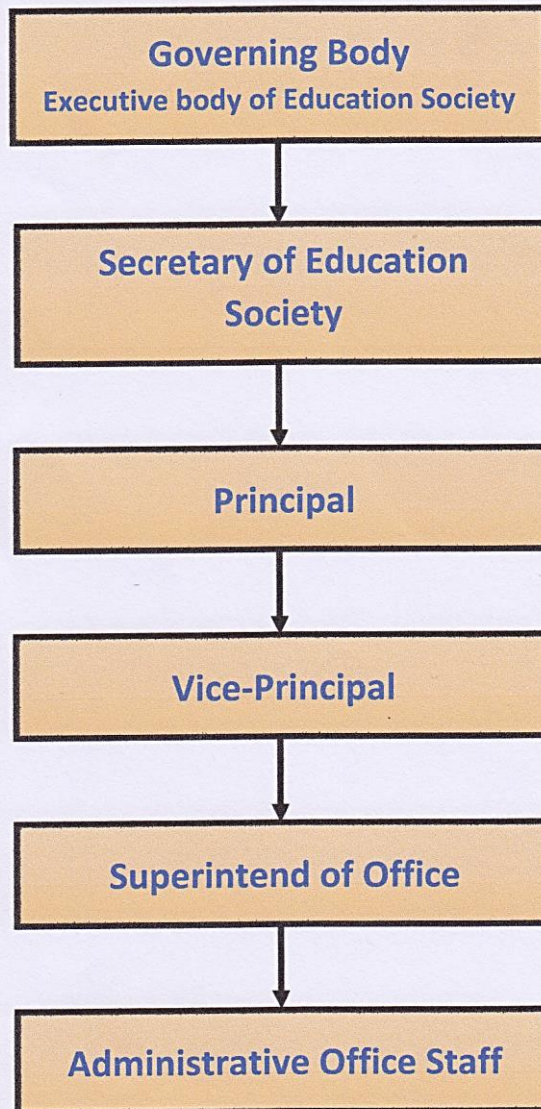 Governing Body
Executive body of Education Society
Secretary of Education
Society
Principal
Vice-Principal
Superintend of Office
Administrative Office Staff